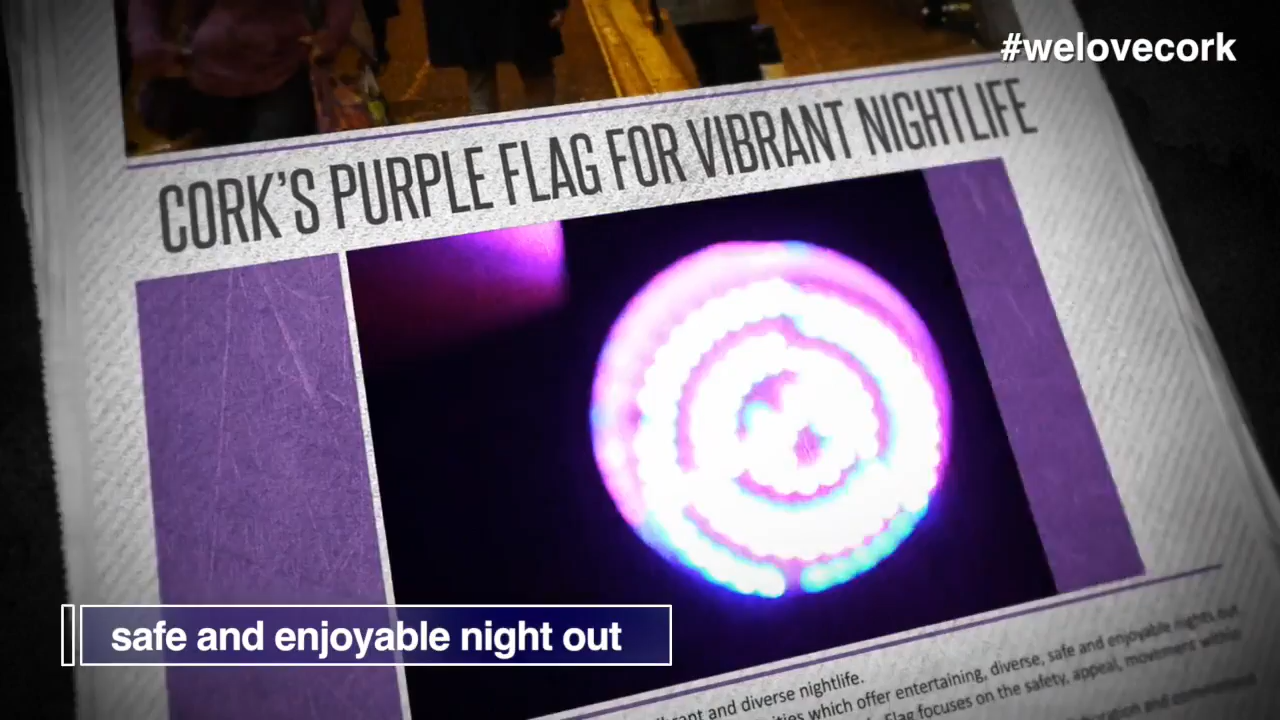 #welovecork
CORK'S PURPLE FLAG FOR VIBRANT NIGHTLIFE
safe and enjoyable night out
and diverse nightlife.
which offer entertaining, diverse, safe and enjoyable nights out
Flag focuses on the safety, appeal, movement within
and